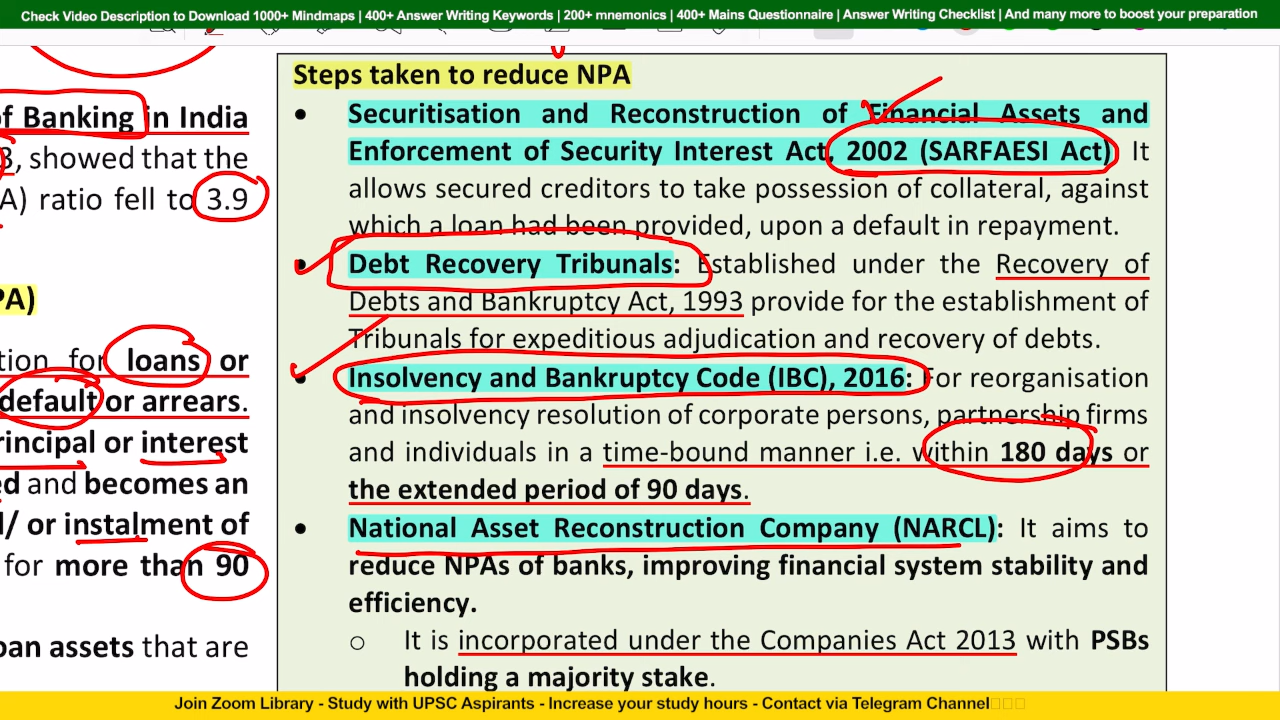 Check Video Description to Download 1000+ Mindmaps | 400+ Answer Writing Keywords | 200+ mnemonics | 400+ Mains Questionnaire | Answer Writing Checklist | And many more to boost your preparation
of Banking in India
3, showed that the
A) ratio fell to 3.9
PA)
tion for loans or
default or arrears.
rincipal or interest
ed and becomes an
l/ or instalment of
for more than 90
oan assets that are
Steps taken to reduce NPA
• Securitisation and Reconstruction of Financial Assets and
Enforcement of Security Interest Act, 2002 (SARFAESI Act) It
allows secured creditors to take possession of collateral, against
which a loan had been provided, upon a default in repayment.
• Debt Recovery Tribunals: Established under the Recovery of
Debts and Bankruptcy Act, 1993 provide for the establishment of
Tribunals for expeditious adjudication and recovery of debts.
• Insolvency and Bankruptcy Code (IBC), 2016: For reorganisation
and insolvency resolution of corporate persons, partnership firms
and individuals in a time-bound manner i.e. within 180 days or
the extended period of 90 days.
• National Asset Reconstruction Company (NARCL): It aims to
reduce NPAs of banks, improving financial system stability and
efficiency.
o It is incorporated under the Companies Act 2013 with PSBs
holding a majority stake.
Join Zoom Library - Study with UPSC Aspirants - Increase your study hours - Contact via Telegram Channel